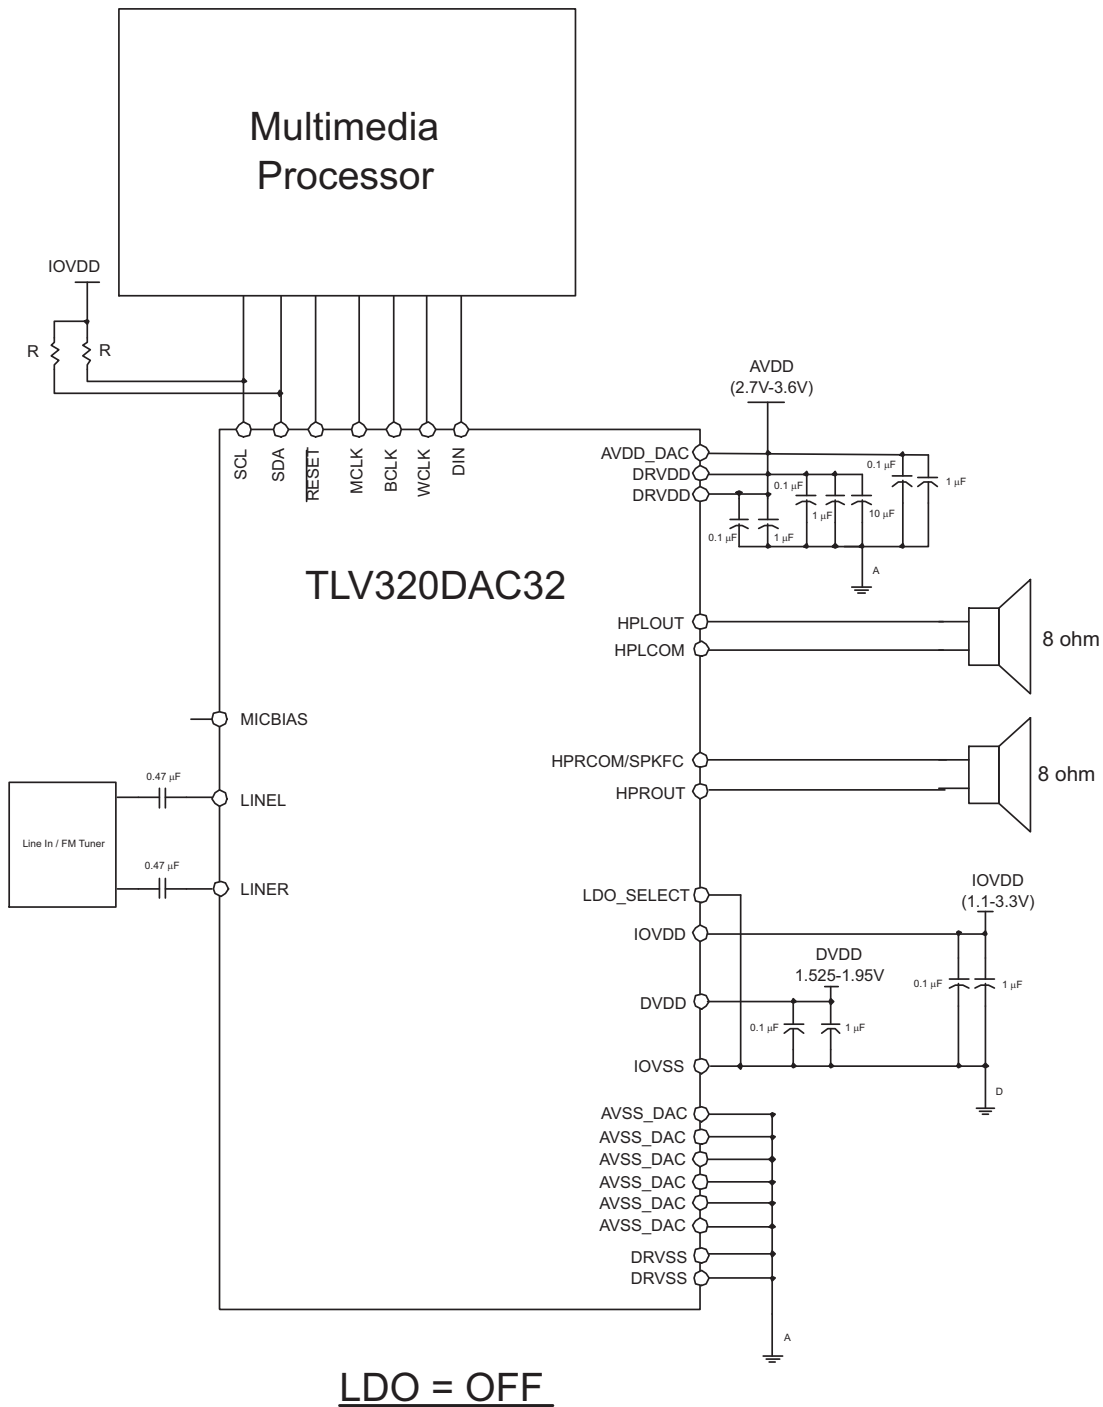 Multimedia
Processor
IOVDD
R
R
SCL
SDA
RESET
MCLK
BCLK
WCLK
DIN
AVDD
(2.7V-3.6V)
AVDD_DAC
DRVDD
DRVDD
0.1 μF
1 μF
0.1 μF
1 μF
10 μF
0.1 μF
1 μF
A
TLV320DAC32
HPLOUT
HPLCOM
8 ohm
MICBIAS
HPRCOM/SPKFC
HPROUT
8 ohm
Line In / FM Tuner
0.47 μF
LINEL
0.47 μF
LINER
LDO_SELECT
IOVDD
IOVDD
(1.1-3.3V)
0.1 μF
1 μF
DVDD
1.525-1.95V
DVDD
0.1 μF
1 μF
IOVSS
D
AVSS_DAC
AVSS_DAC
AVSS_DAC
AVSS_DAC
AVSS_DAC
AVSS_DAC
DRVSS
DRVSS
A
LDO = OFF